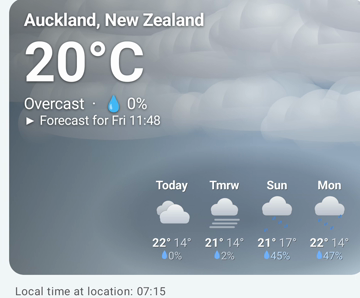 Auckland, New Zealand
20°C
Overcast · 0%
► Forecast for Fri 11:48
Today Tmrw Sun Mon
22° 14° 21° 14° 21° 17° 22° 14°
0% 2% 45% 47%
Local time at location: 07:15